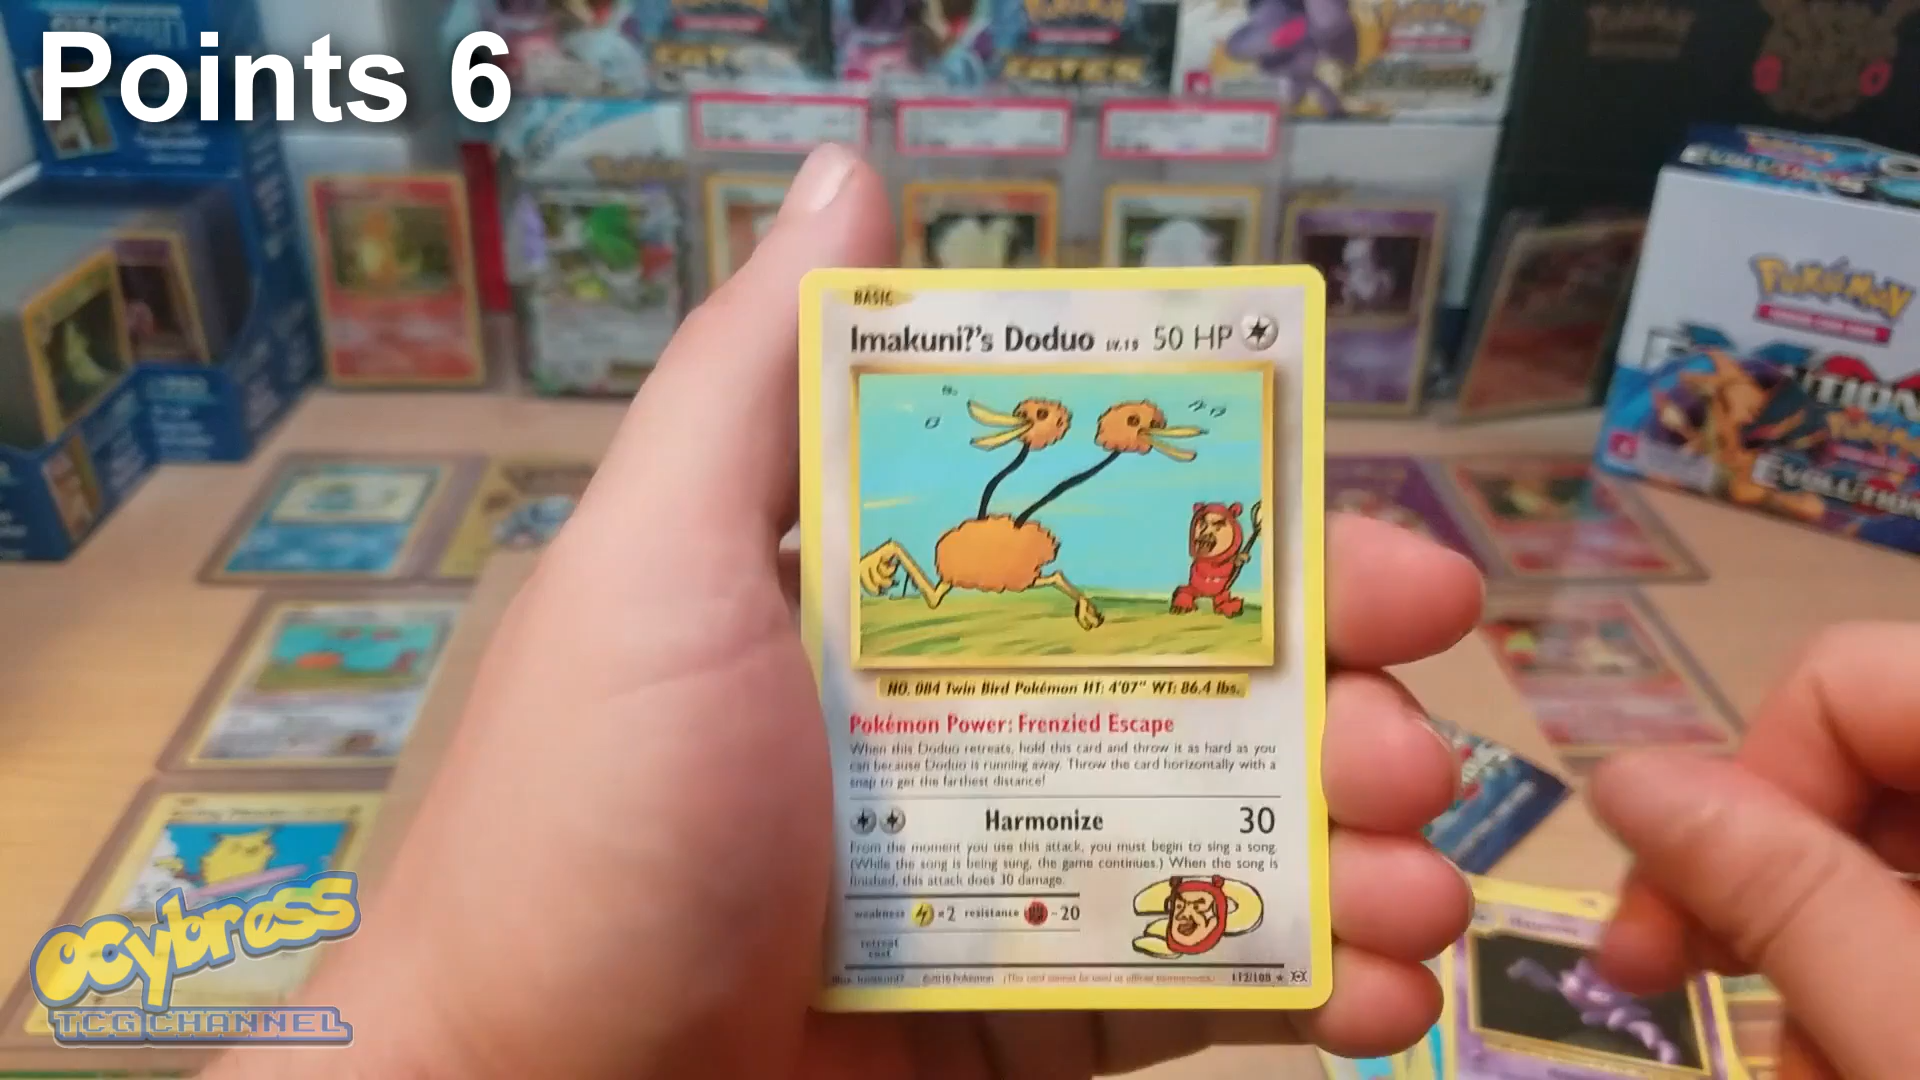 Points 6
BASIC
Imakuni?'s Doduo LV.15 50 HP
NO. 084 Twin Bird Pokémon HT: 4'07" WT: 86.4 lbs.
Pokémon Power: Frenzied Escape
When this Doduo retreats, hold this card and throw it as hard as you
can because Doduo is running away. Throw the card horizontally with a
snap to get the farthest distance!
Harmonize 30
From the moment you use this attack, you must begin to sing a song.
(While the song is being sung, the game continues.) When the song is
finished, this attack does 30 damage.
weakness ×2 resistance -20
retreat
cost
©2016 Pokémon
112/108
Pokémon
EVOLUTIONS
Pokémon
EVOLUTION
ocybress
TCG CHANNEL